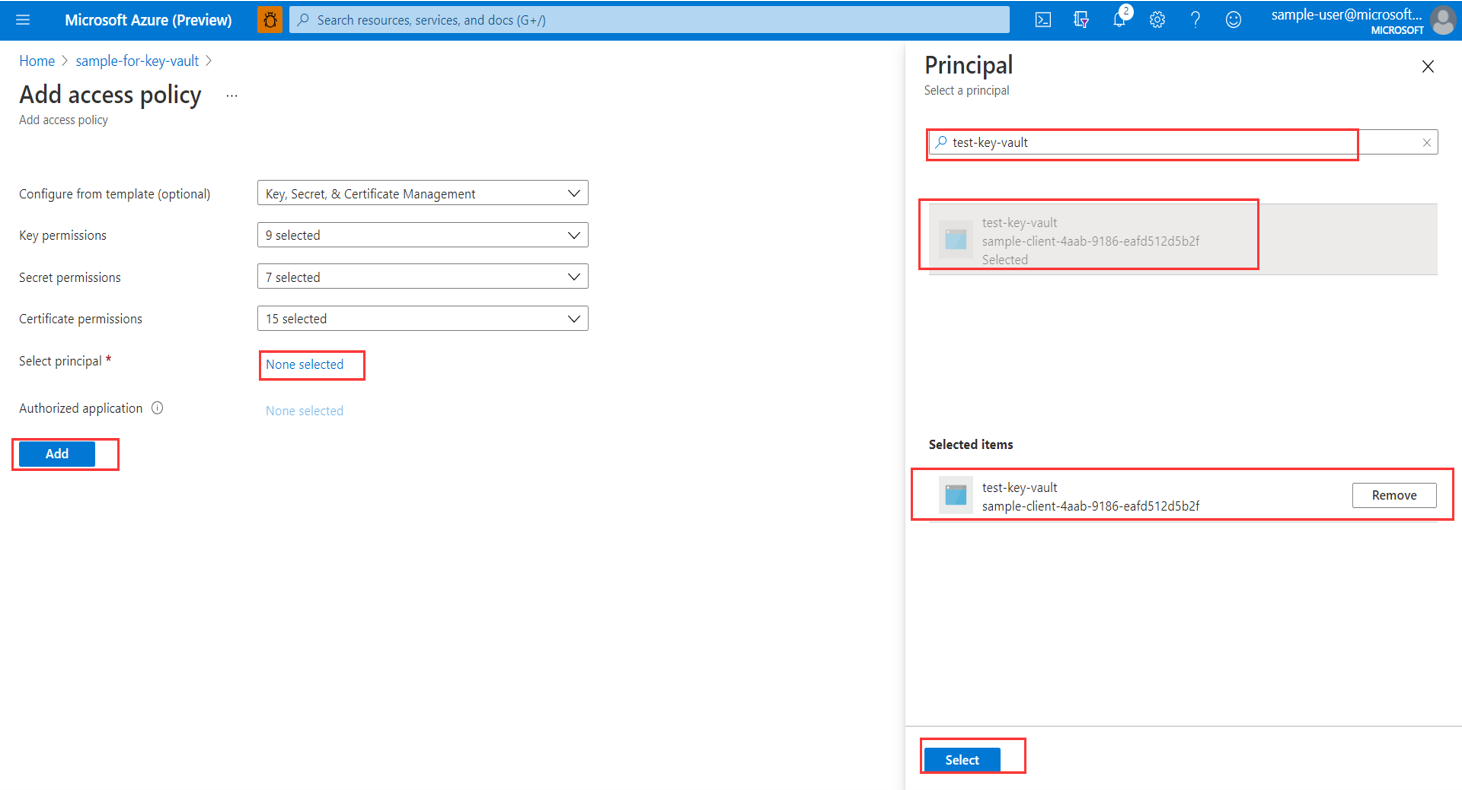 Microsoft Azure (Preview)
Search resources, services, and docs (G+/)
2
sample-user@microsoft...
MICROSOFT
Home > sample-for-key-vault >
Add access policy ...
Add access policy
Configure from template (optional)
Key, Secret, & Certificate Management
Key permissions
9 selected
Secret permissions
7 selected
Certificate permissions
15 selected
Select principal *
None selected
Authorized application
None selected
Add
Principal
Select a principal
test-key-vault
test-key-vault
sample-client-4aab-9186-eafd512d5b2f
Selected
Selected items
test-key-vault
sample-client-4aab-9186-eafd512d5b2f
Remove
Select